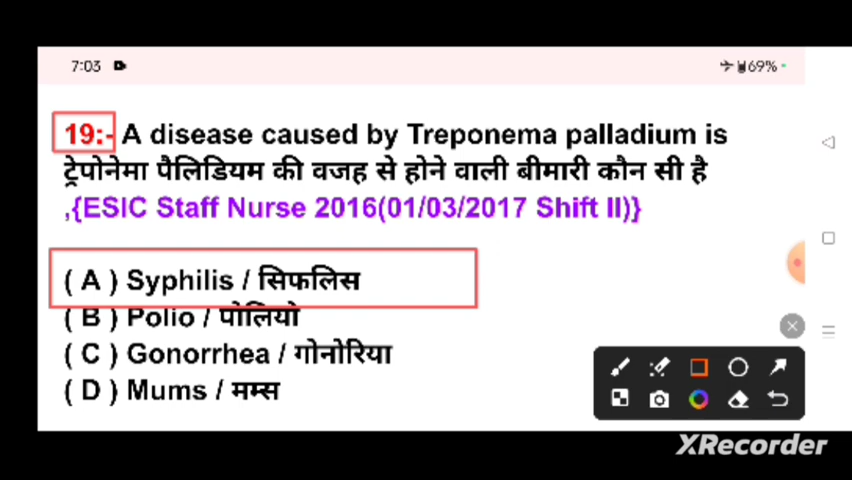 7:03
69%
19:- A disease caused by Treponema palladium is
ट्रेपोनेमा पैलिडियम की वजह से होने वाली बीमारी कौन सी है
,{ESIC Staff Nurse 2016(01/03/2017 Shift II)}
( A ) Syphilis / सिफलिस
( B ) Polio / पोलियो
( C ) Gonorrhea / गोनोरिया
( D ) Mums / मम्स
XRecorder